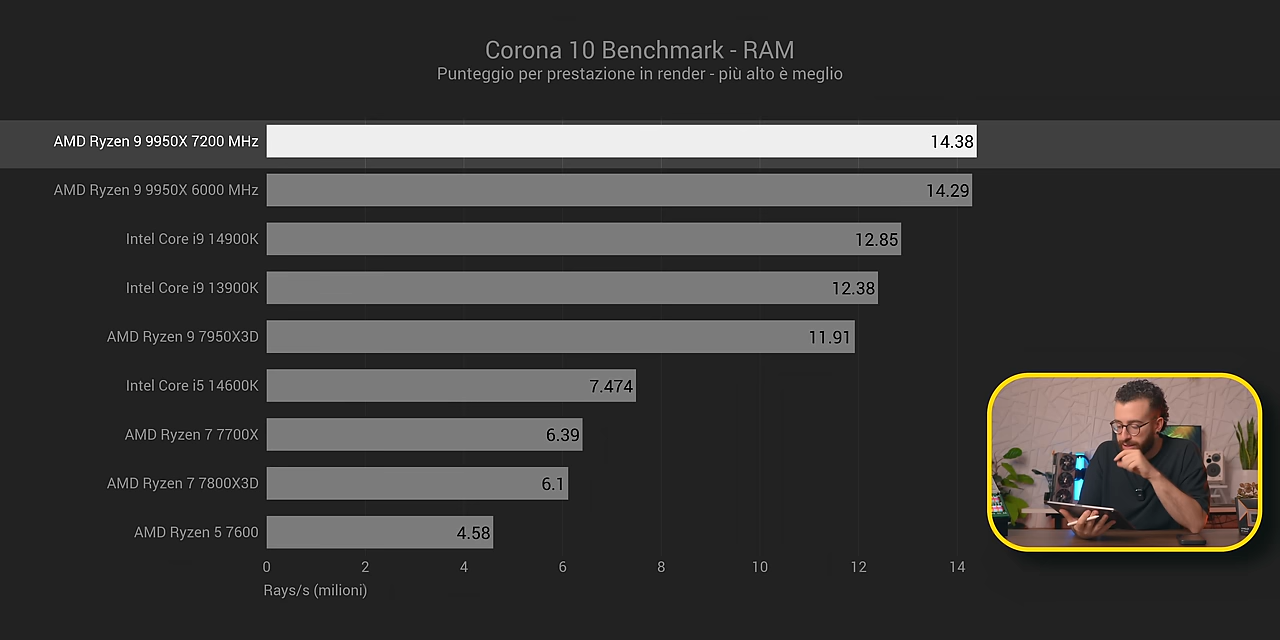 Corona 10 Benchmark - RAM
Punteggio per prestazione in render - più alto è meglio
AMD Ryzen 9 9950X 7200 MHz 14.38
AMD Ryzen 9 9950X 6000 MHz 14.29
Intel Core i9 14900K 12.85
Intel Core i9 13900K 12.38
AMD Ryzen 9 7950X3D 11.91
Intel Core i5 14600K 7.474
AMD Ryzen 7 7700X 6.39
AMD Ryzen 7 7800X3D 6.1
AMD Ryzen 5 7600 4.58
0 2 4 6 8 10 12 14
Rays/s (milioni)